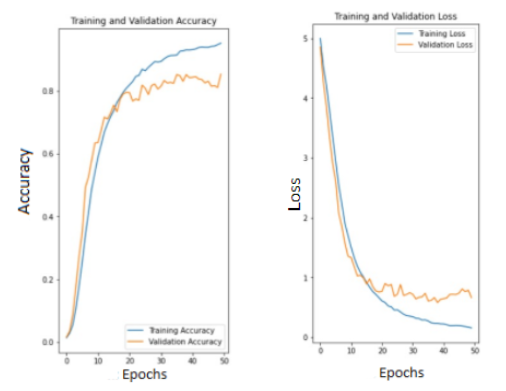 Training and Validation Accuracy
Accuracy
0.8
0.6
0.4
0.2
0.0
Training Accuracy
Validation Accuracy
0 10 20 30 40 50
Epochs
Training and Validation Loss
Training Loss
Validation Loss
Loss
5
4
3
2
1
0
0 10 20 30 40 50
Epochs